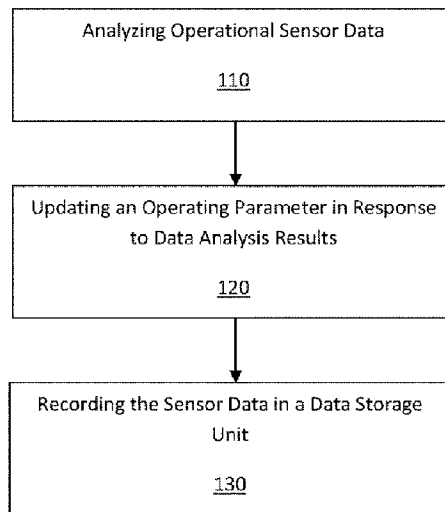 Analyzing Operational Sensor Data
110
Updating an Operating Parameter in Response
to Data Analysis Results
120
Recording the Sensor Data in a Data Storage
Unit
130